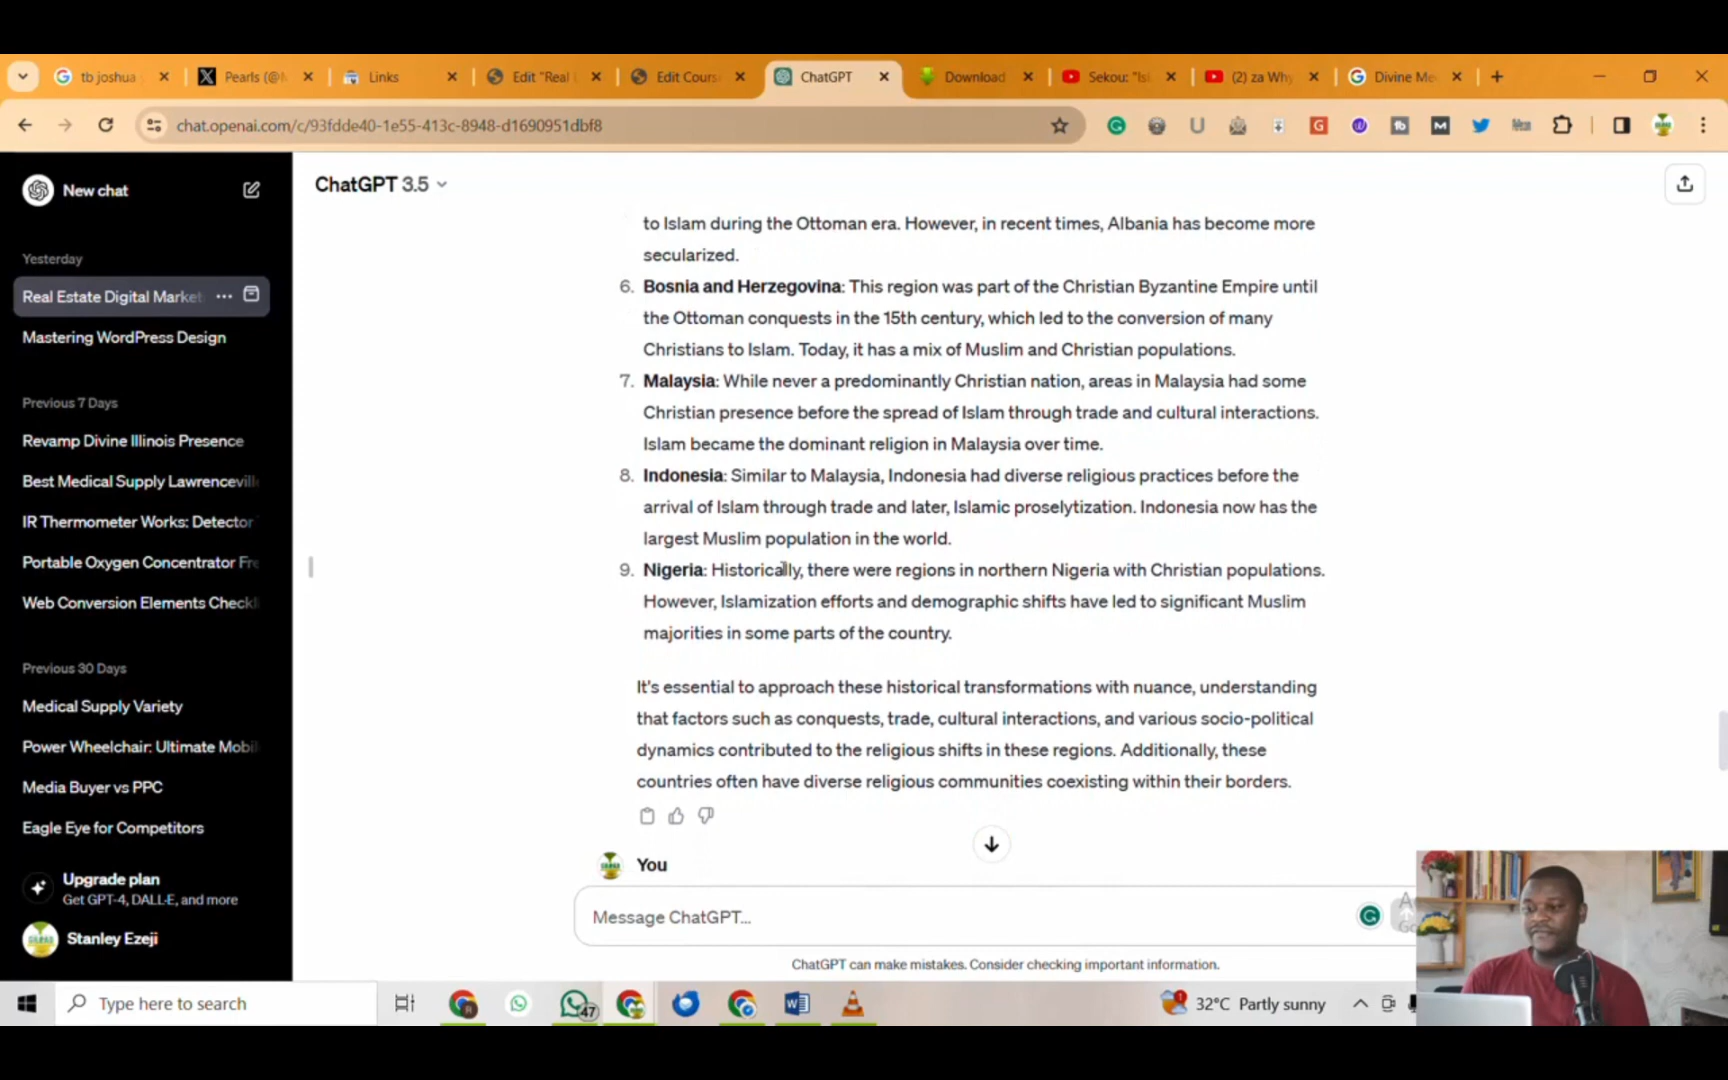 tb joshua
Pearls (@
Links
Edit "Real
Edit Cours
ChatGPT
Download
Sekou: "Isl
(2) za Why
Divine Me
chat.openai.com/c/93fdde40-1e55-413c-8948-d1690951dbf8
New chat
Yesterday
Real Estate Digital Market
Mastering WordPress Design
Previous 7 Days
Revamp Divine Illinois Presence
Best Medical Supply Lawrencevill
IR Thermometer Works: Detector
Portable Oxygen Concentrator Fre
Web Conversion Elements Checkl
Previous 30 Days
Medical Supply Variety
Power Wheelchair: Ultimate Mobil
Media Buyer vs PPC
Eagle Eye for Competitors
Upgrade plan
Get GPT-4, DALL·E, and more
Stanley Ezeji
ChatGPT 3.5
to Islam during the Ottoman era. However, in recent times, Albania has become more
secularized.
6. Bosnia and Herzegovina: This region was part of the Christian Byzantine Empire until
the Ottoman conquests in the 15th century, which led to the conversion of many
Christians to Islam. Today, it has a mix of Muslim and Christian populations.
7. Malaysia: While never a predominantly Christian nation, areas in Malaysia had some
Christian presence before the spread of Islam through trade and cultural interactions.
Islam became the dominant religion in Malaysia over time.
8. Indonesia: Similar to Malaysia, Indonesia had diverse religious practices before the
arrival of Islam through trade and later, Islamic proselytization. Indonesia now has the
largest Muslim population in the world.
9. Nigeria: Historically, there were regions in northern Nigeria with Christian populations.
However, Islamization efforts and demographic shifts have led to significant Muslim
majorities in some parts of the country.
It's essential to approach these historical transformations with nuance, understanding
that factors such as conquests, trade, cultural interactions, and various socio-political
dynamics contributed to the religious shifts in these regions. Additionally, these
countries often have diverse religious communities coexisting within their borders.
You
Message ChatGPT...
ChatGPT can make mistakes. Consider checking important information.
Type here to search
47
32°C Partly sunny